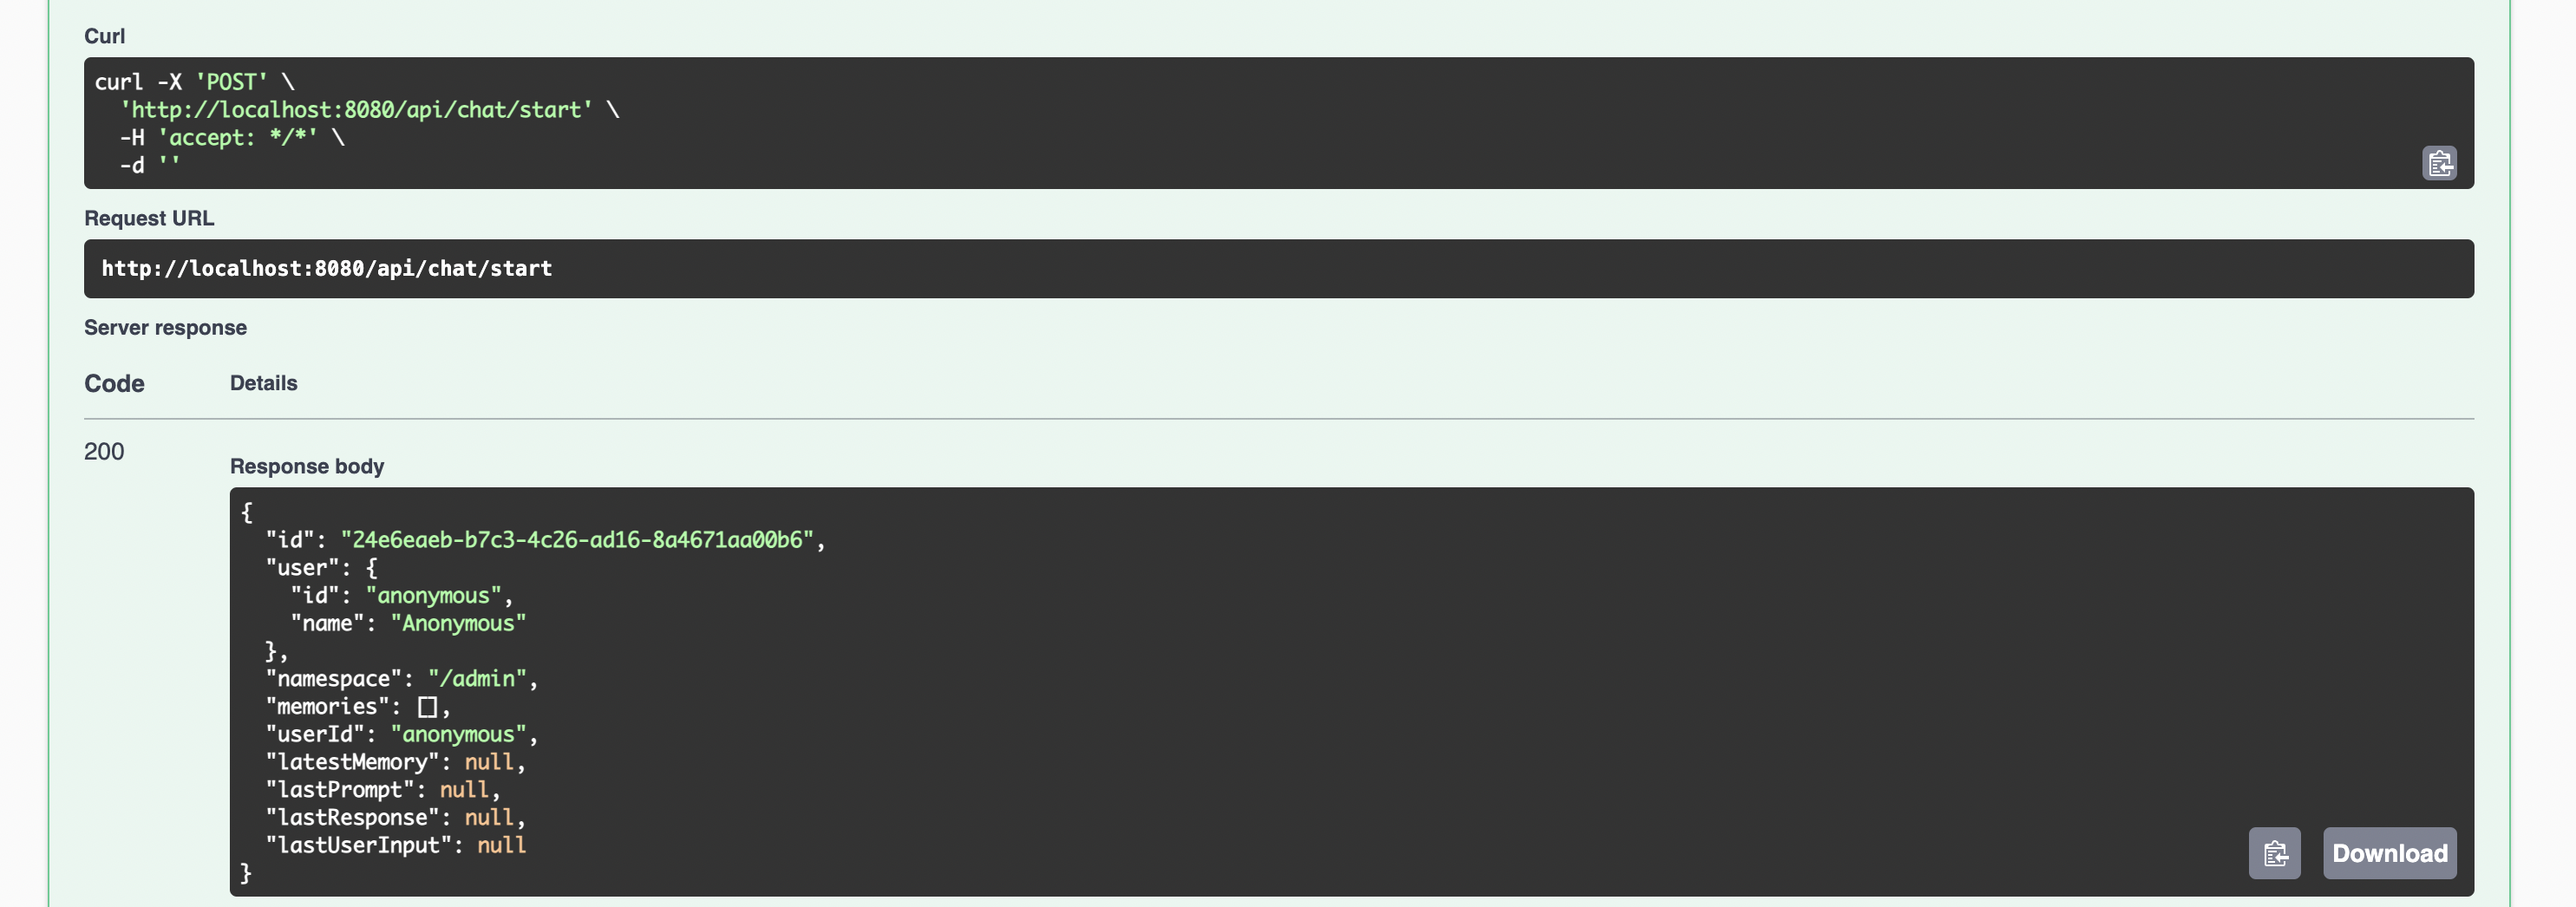 Curl
curl -X 'POST' \
  'http://localhost:8080/api/chat/start' \
  -H 'accept: */*' \
  -d ''
Request URL
http://localhost:8080/api/chat/start
Server response
Code Details
200
Response body
{
  "id": "24e6eaeb-b7c3-4c26-ad16-8a4671aa00b6",
  "user": {
    "id": "anonymous",
    "name": "Anonymous"
  },
  "namespace": "/admin",
  "memories": [],
  "userId": "anonymous",
  "latestMemory": null,
  "lastPrompt": null,
  "lastResponse": null,
  "lastUserInput": null
}
Download